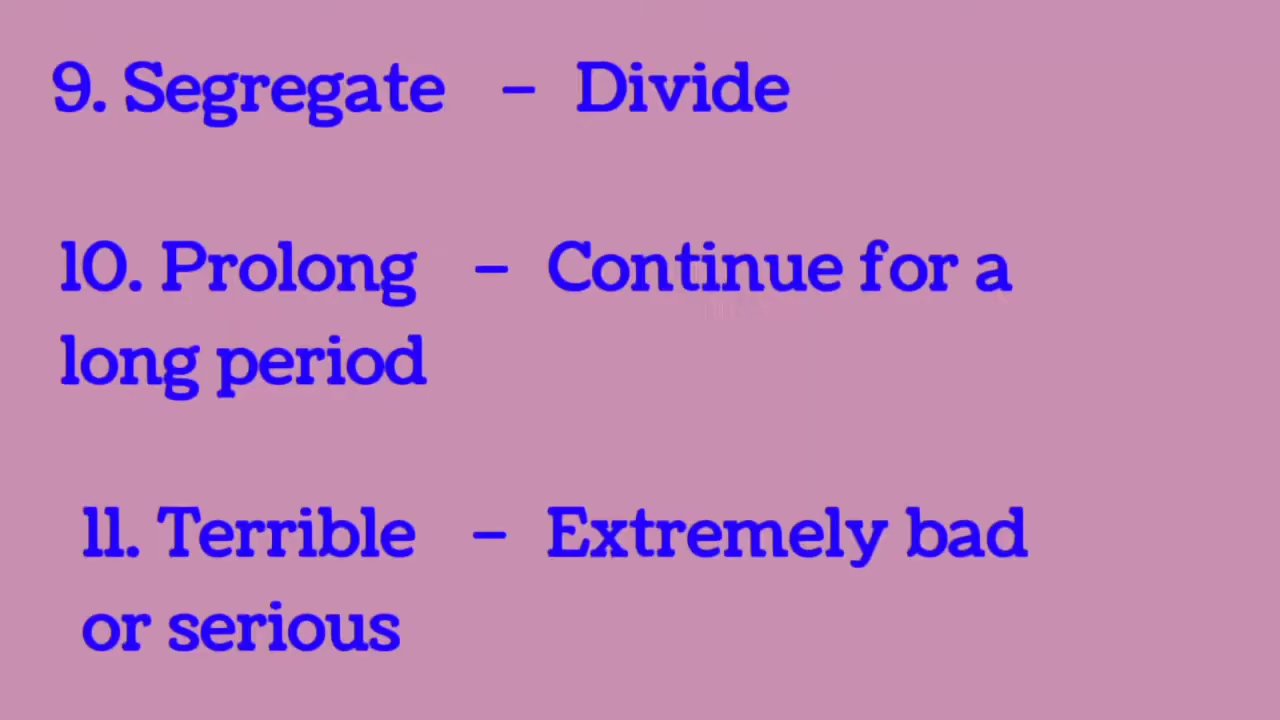 9. Segregate - Divide
10. Prolong - Continue for a
long period
11. Terrible - Extremely bad
or serious